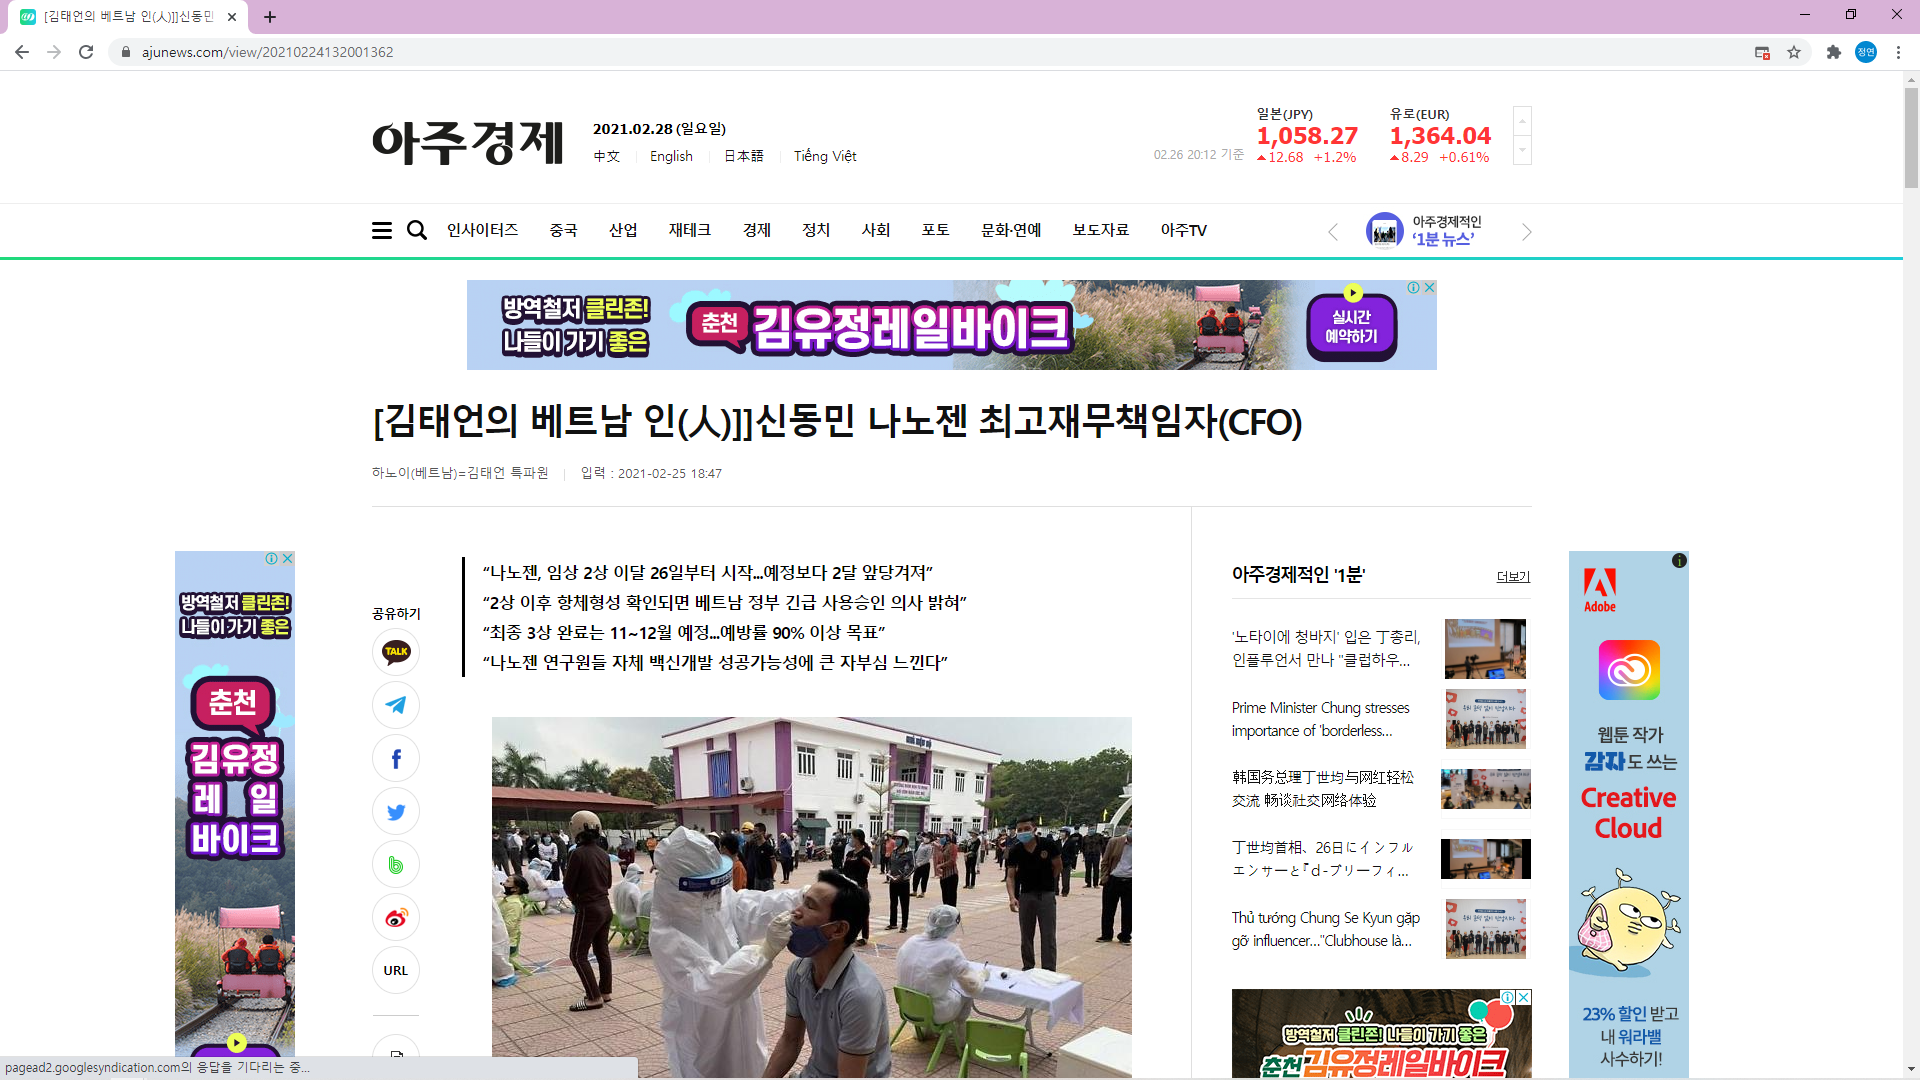 [김태언의 베트남 인(人)]]신동민
ajunews.com/view/20210224132001362
정연
아주경제
2021.02.28 (일요일)
中文
English
日本語
Tiếng Việt
02.26 20:12 기준
일본(JPY)
1,058.27
12.68 +1.2%
유로(EUR)
1,364.04
8.29 +0.61%
인사이터즈 중국 산업 재테크 경제 정치 사회 포토 문화·연예 보도자료 아주TV
아주경제적인
‘1분 뉴스’
방역철저 클린존!
나들이 가기 좋은
춘천
김유정레일바이크
실시간
예약하기
[김태언의 베트남 인(人)]]신동민 나노젠 최고재무책임자(CFO)
하노이(베트남)=김태언 특파원
입력 : 2021-02-25 18:47
방역철저 클린존!
나들이 가기 좋은
춘천
김유정
레일
바이크
공유하기
TALK
URL
“나노젠, 임상 2상 이달 26일부터 시작...예정보다 2달 앞당겨져”
“2상 이후 항체형성 확인되면 베트남 정부 긴급 사용승인 의사 밝혀”
“최종 3상 완료는 11~12월 예정...예방률 90% 이상 목표”
“나노젠 연구원들 자체 백신개발 성공가능성에 큰 자부심 느낀다”
아주경제적인 '1분'
더보기
'노타이에 청바지' 입은 丁총리,
인플루언서 만나 "클럽하우...
Prime Minister Chung stresses
importance of 'borderless...
韩国务总理丁世均与网红轻松
交流 畅谈社交网络体验
丁世均首相、26日にインフル
エンサーと『d-ブリーフィ...
Thủ tướng Chung Se Kyun gặp
gỡ influencer..."Clubhouse là...
방역철저 클린존! 나들이 가기 좋은
춘천 김유정레일바이크
Adobe
웹툰 작가
감자도 쓰는
Creative
Cloud
23% 할인 받고
내 워라밸
사수하기!
pagead2.googlesyndication.com의 응답을 기다리는 중...